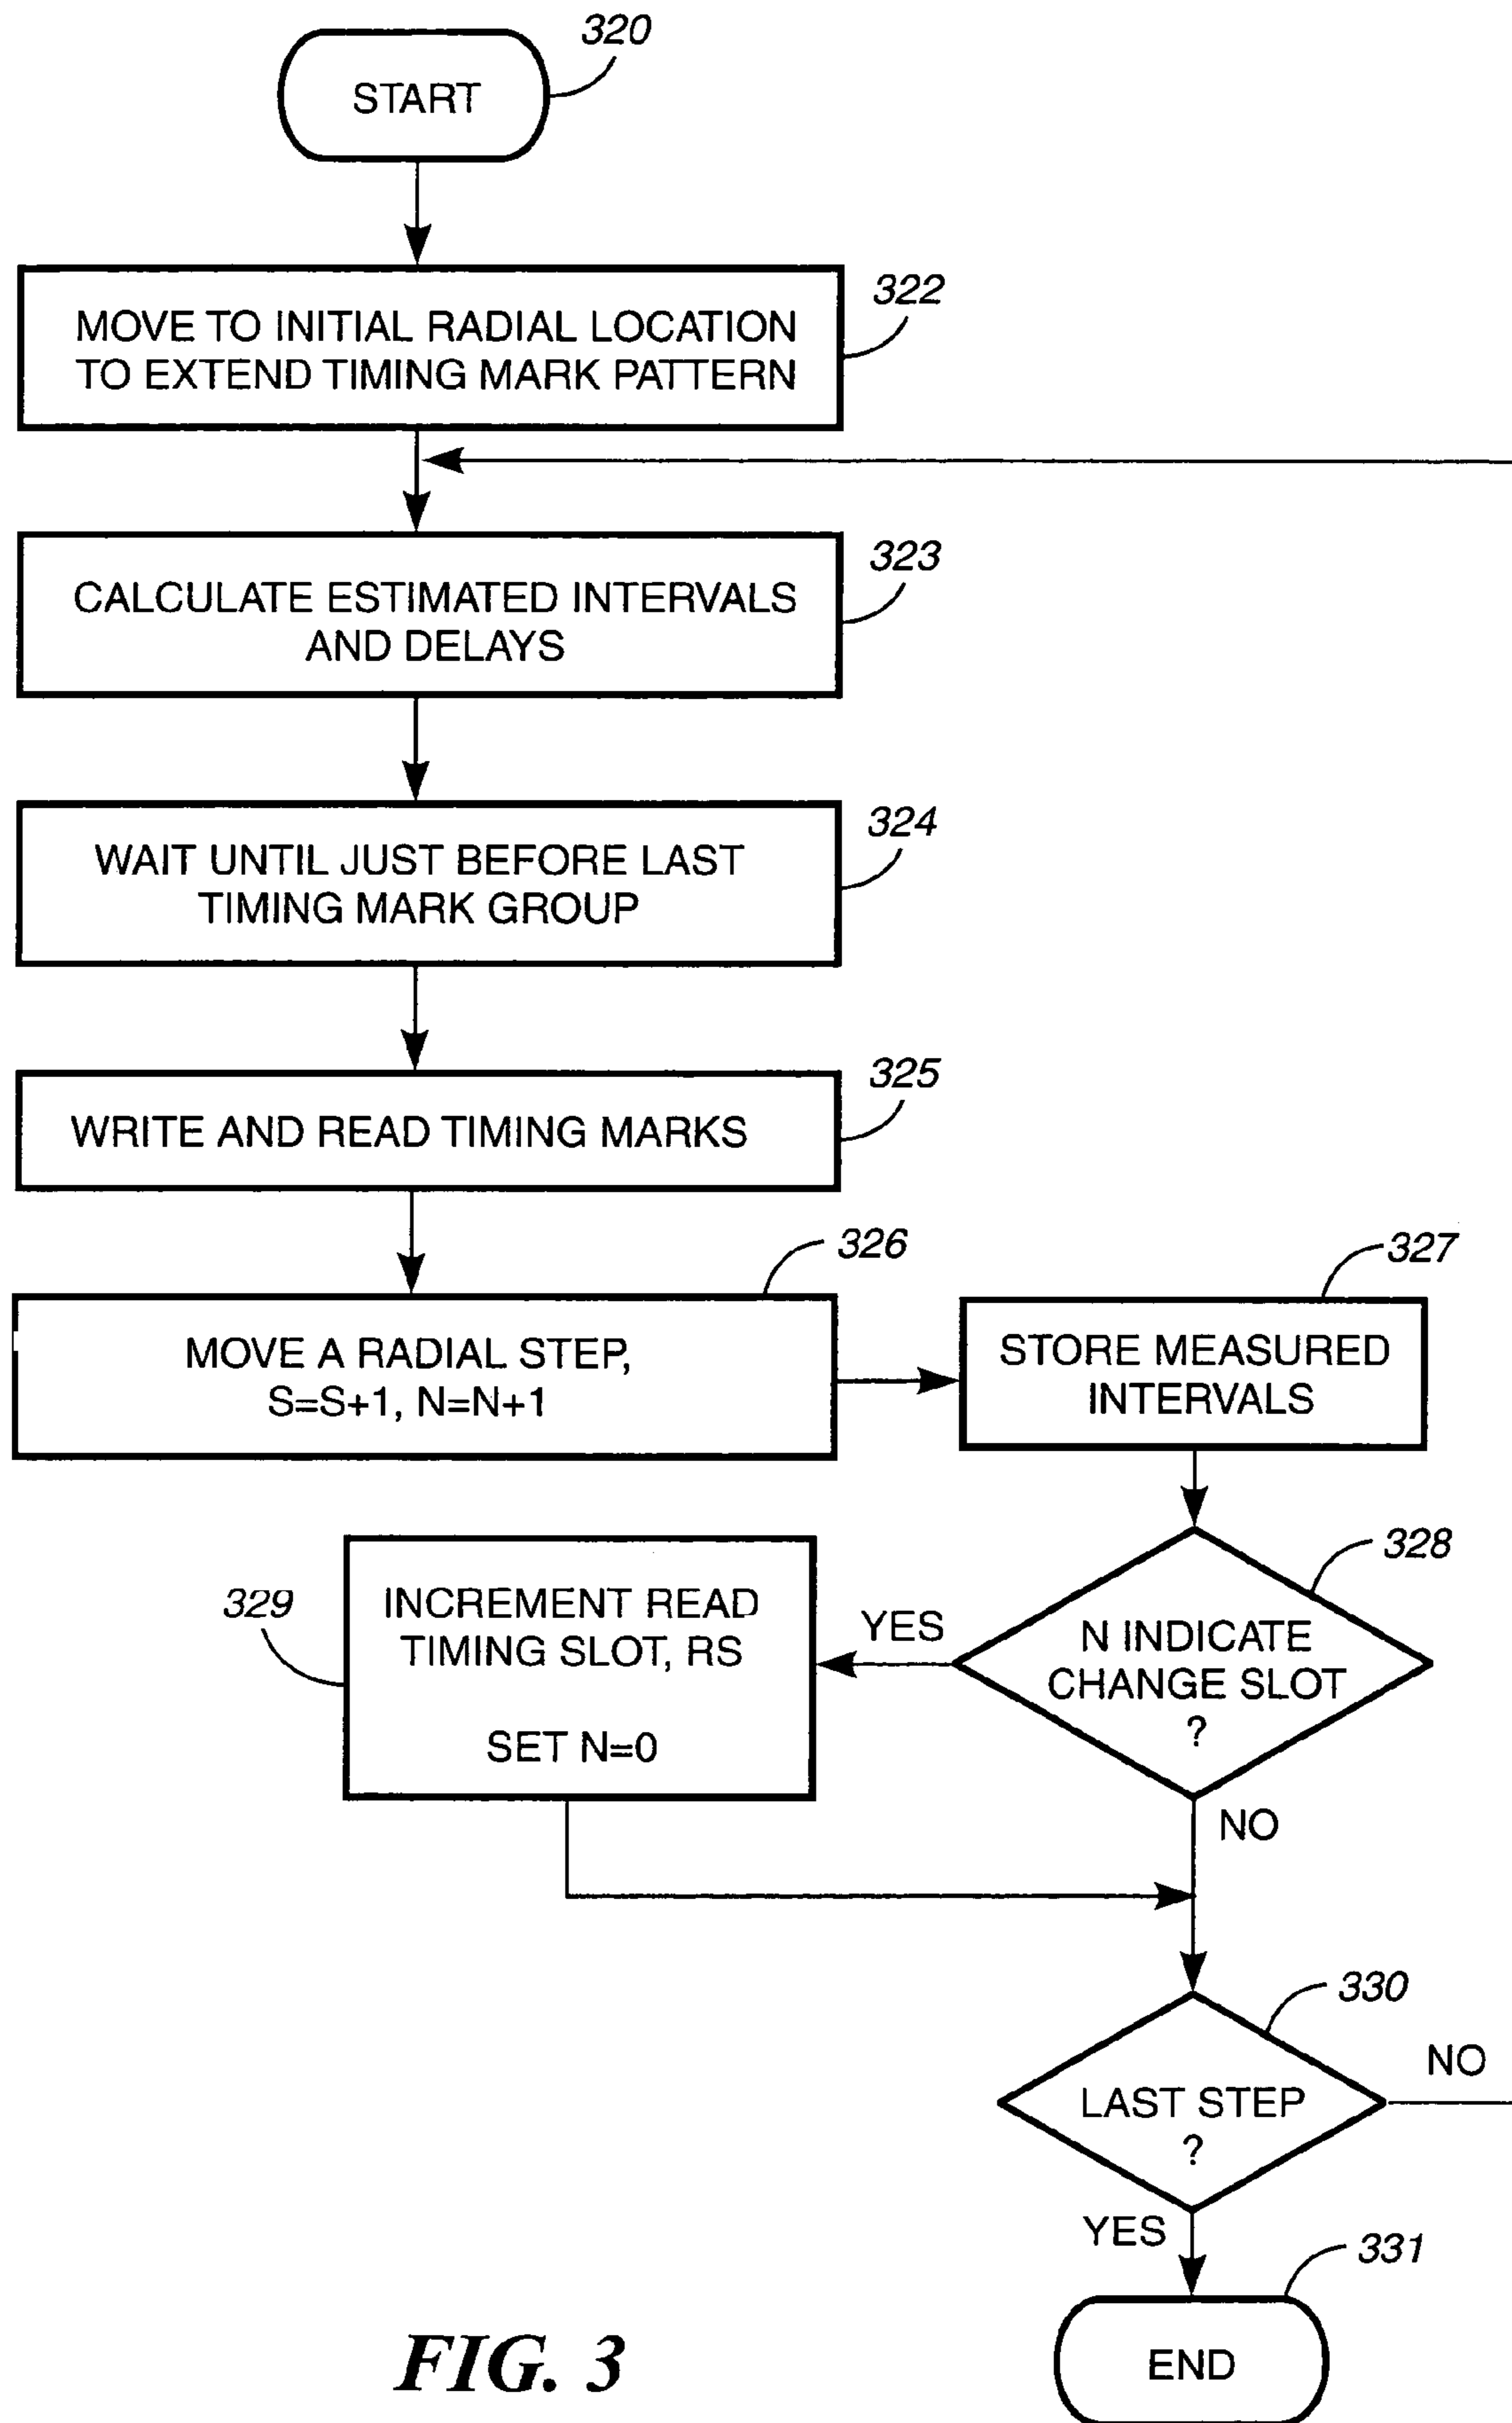 320
START
322
MOVE TO INITIAL RADIAL LOCATION
TO EXTEND TIMING MARK PATTERN
323
CALCULATE ESTIMATED INTERVALS
AND DELAYS
324
WAIT UNTIL JUST BEFORE LAST
TIMING MARK GROUP
325
WRITE AND READ TIMING MARKS
326
MOVE A RADIAL STEP,
S=S+1, N=N+1
327
STORE MEASURED
INTERVALS
328
N INDICATE
CHANGE SLOT
?
YES
329
INCREMENT READ
TIMING SLOT, RS
SET N=0
NO
330
LAST STEP
?
NO
YES
331
END
FIG. 3